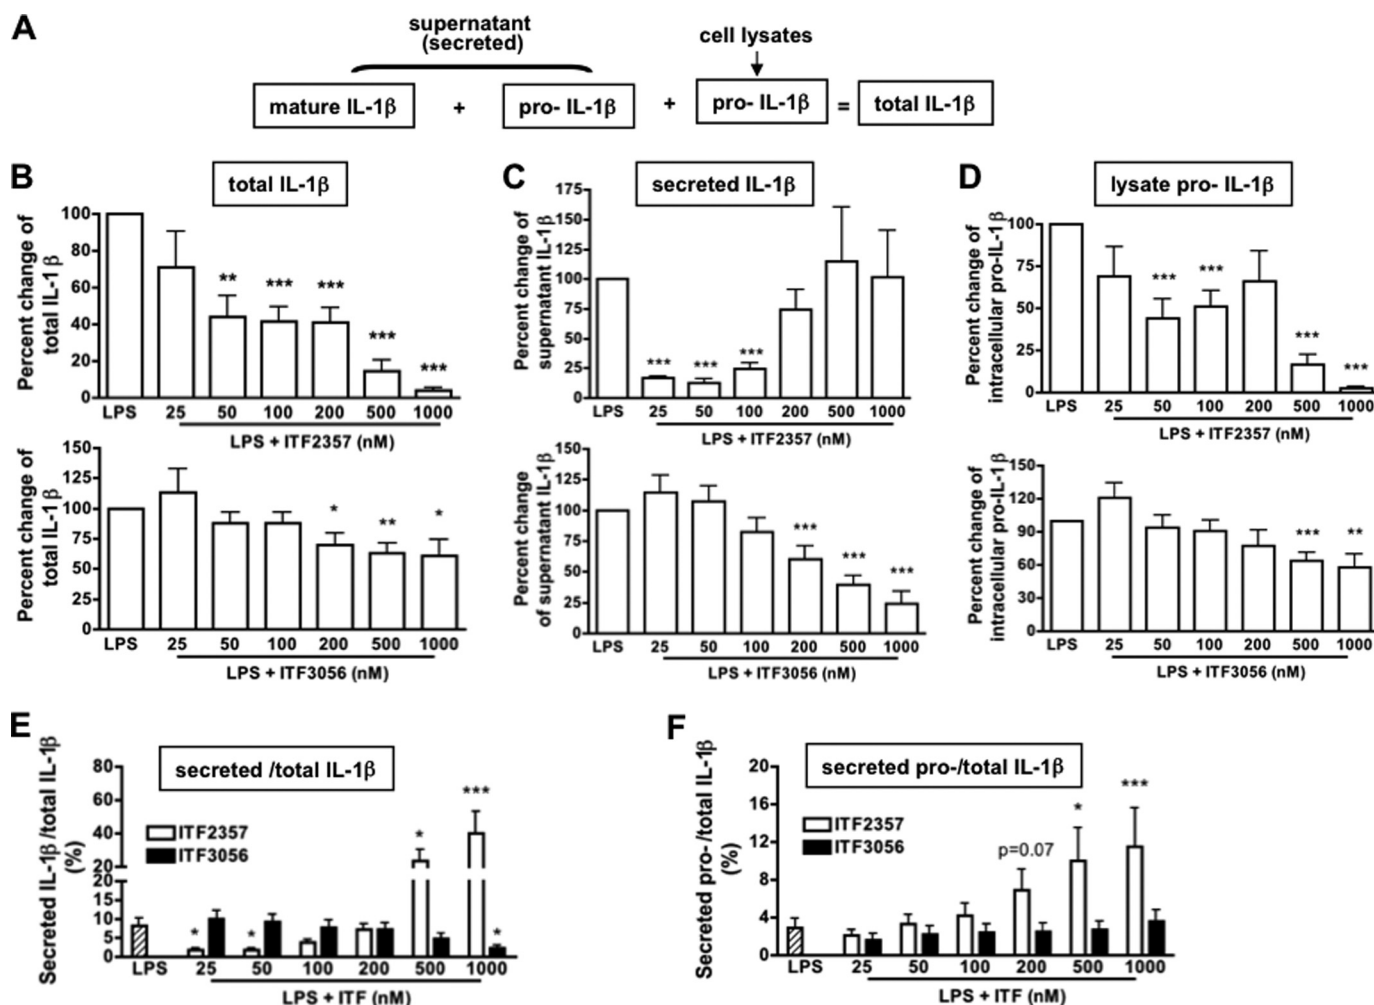 A
supernatant
(secreted)
cell lysates
mature IL-1β + pro- IL-1β + pro- IL-1β = total IL-1β
B
total IL-1β
Percent change of
total IL-1β
100
80
60
40
20
0
** *** *** *** ***
LPS 25 50 100 200 500 1000
LPS + ITF2357 (nM)
Percent change of
total IL-1β
150
125
100
75
50
25
0
* ** *
LPS 25 50 100 200 500 1000
LPS + ITF3056 (nM)
C
secreted IL-1β
Percent change of
supernatant IL-1β
175
150
125
100
75
50
25
0
*** *** ***
LPS 25 50 100 200 500 1000
LPS + ITF2357 (nM)
Percent change
of supernatant IL-1β
150
125
100
75
50
25
0
*** *** ***
LPS 25 50 100 200 500 1000
LPS + ITF3056 (nM)
D
lysate pro- IL-1β
Percent change of
intracellular pro-IL-1β
100
75
50
25
0
*** *** *** ***
LPS 25 50 100 200 500 1000
LPS + ITF2357 (nM)
Percent change of
intracellular pro-IL-1β
150
120
90
60
30
0
*** **
LPS 25 50 100 200 500 1000
LPS + ITF3056 (nM)
E
secreted /total IL-1β
Secreted IL-1β /total IL-1β
(%)
80
60
40
20
20
15
10
5
0
ITF2357
ITF3056
* * * *** *
LPS 25 50 100 200 500 1000
LPS + ITF (nM)
F
secreted pro-/total IL-1β
Secreted pro- /total IL-1β
(%)
20
16
12
8
4
0
ITF2357
ITF3056
p=0.07 * ***
LPS 25 50 100 200 500 1000
LPS + ITF (nM)